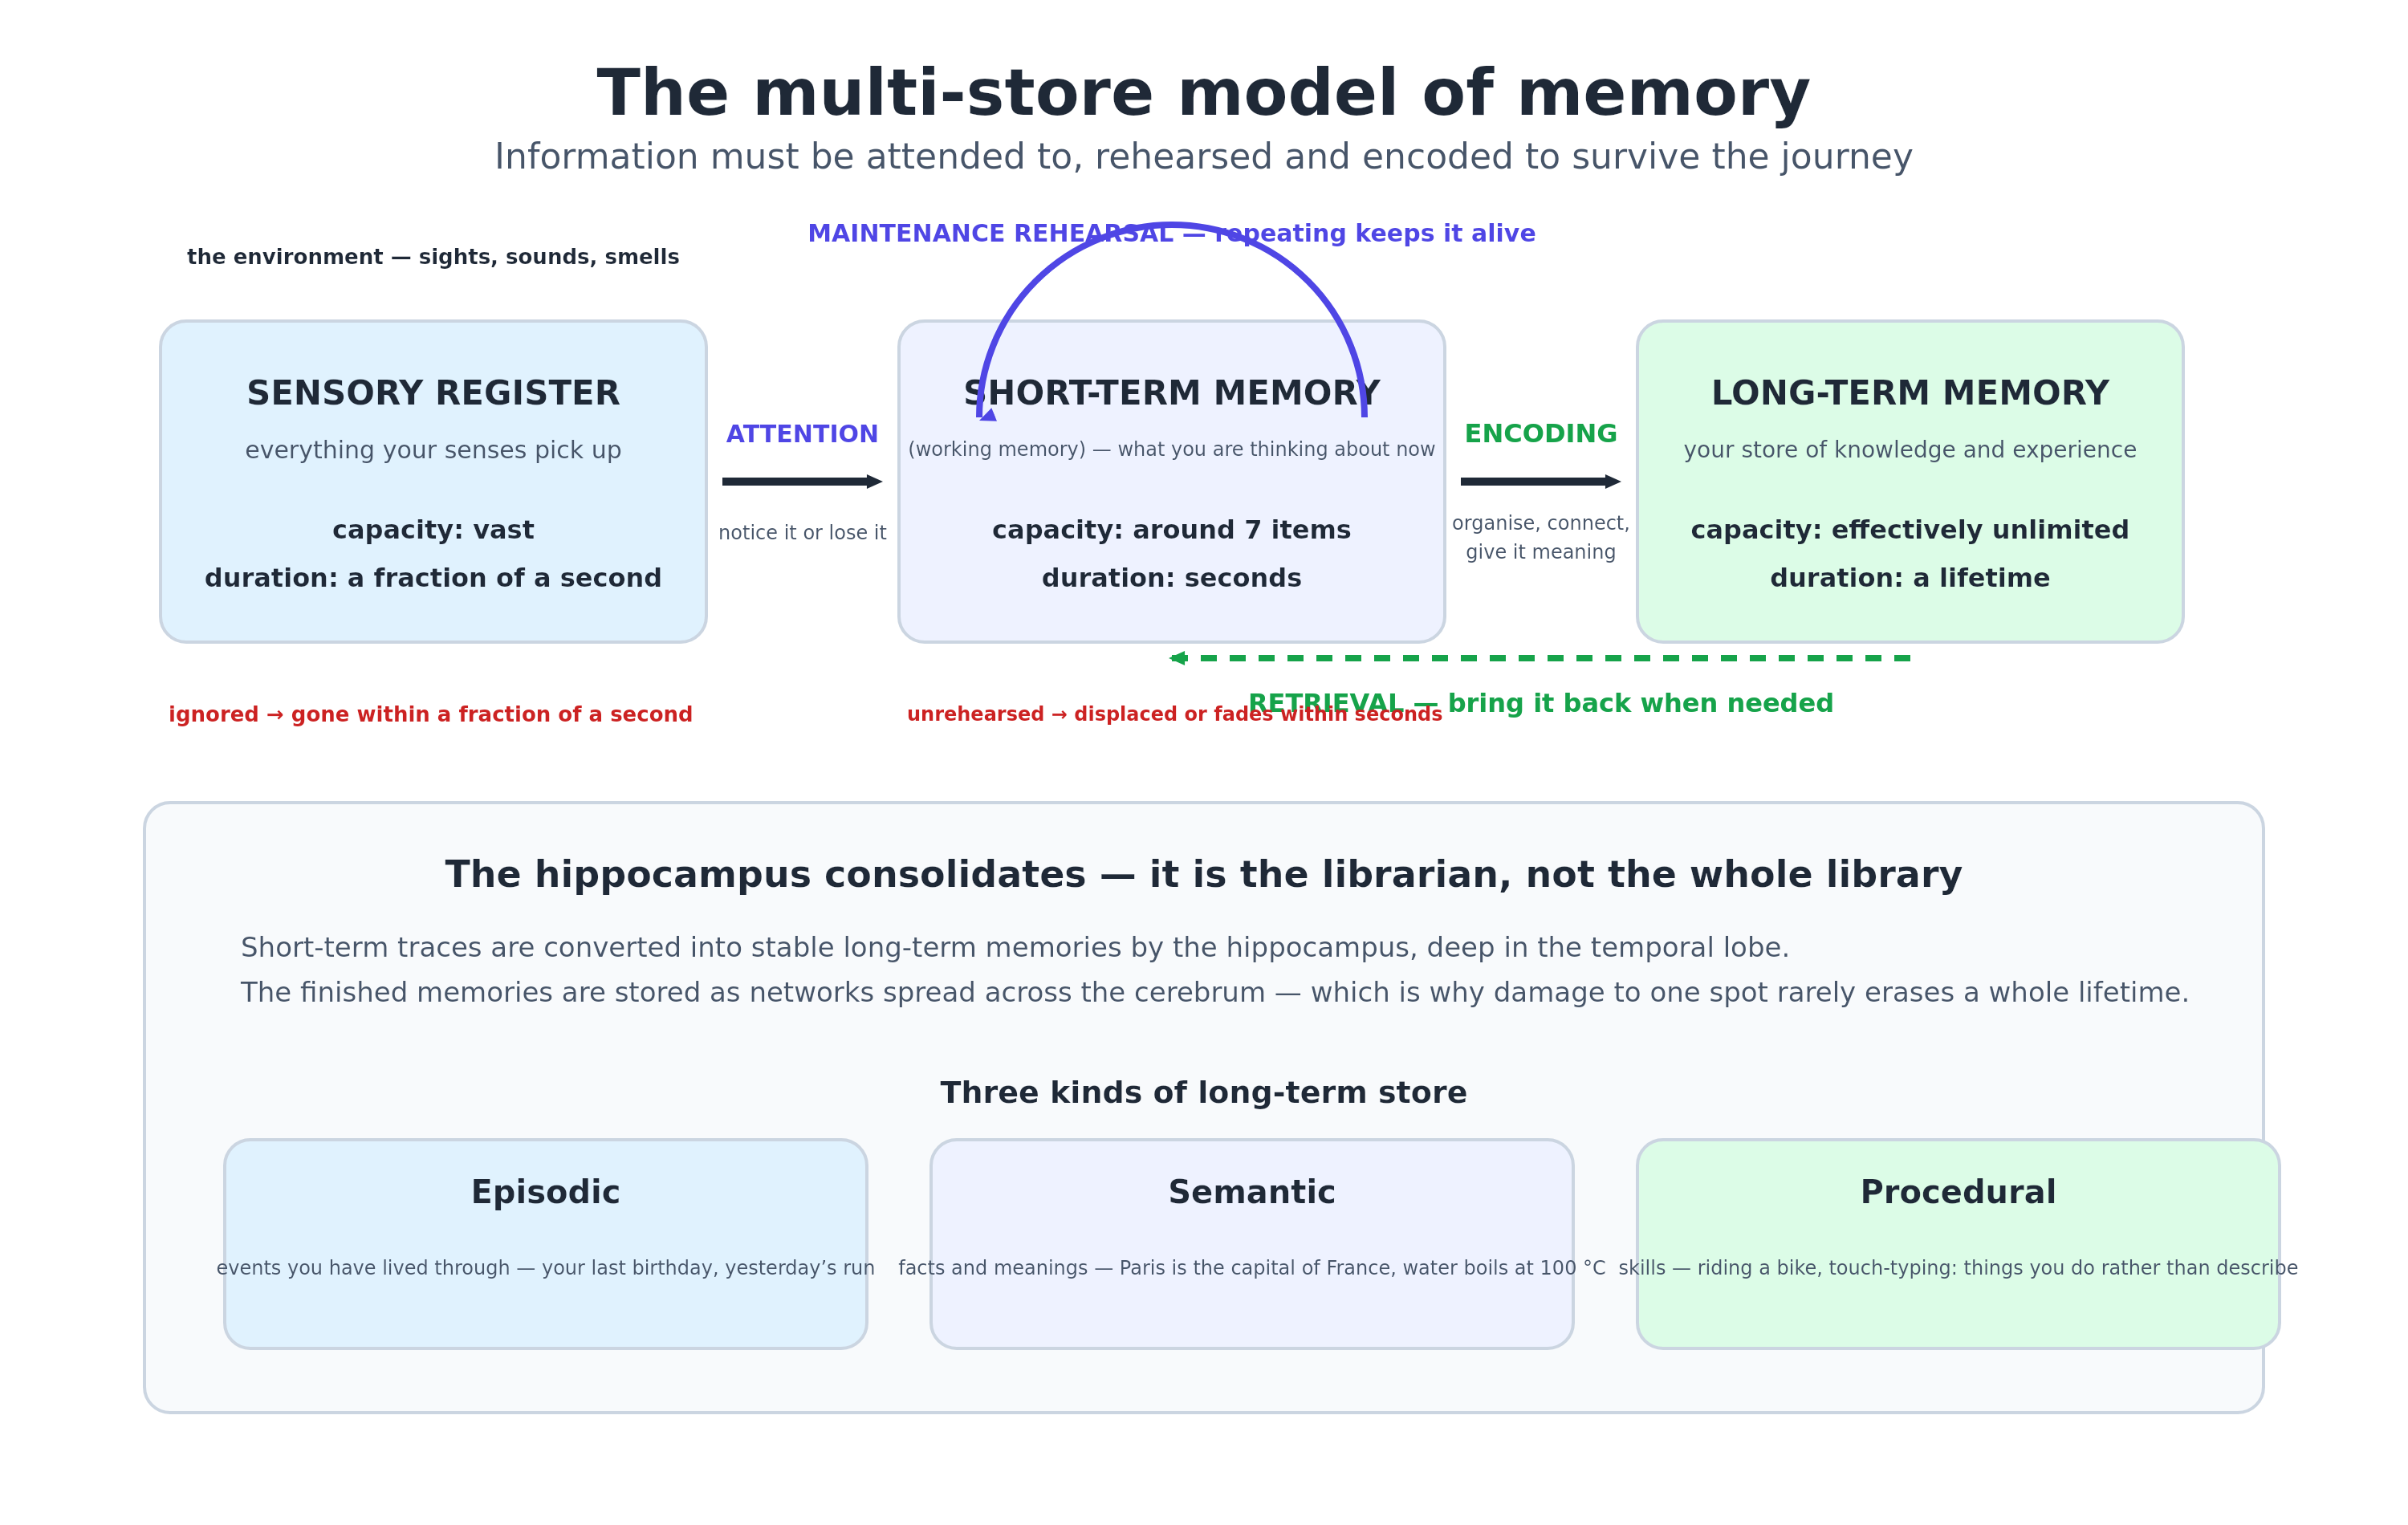 The multi-store model of memory
Information must be attended to, rehearsed and encoded to survive the journey
MAINTENANCE REHEARSAL — repeating keeps it alive
the environment — sights, sounds, smells
SENSORY REGISTER
everything your senses pick up
capacity: vast
duration: a fraction of a second
ATTENTION
notice it or lose it
SHORT-TERM MEMORY
(working memory) — what you are thinking about now
capacity: around 7 items
duration: seconds
ENCODING
organise, connect,
give it meaning
LONG-TERM MEMORY
your store of knowledge and experience
capacity: effectively unlimited
duration: a lifetime
ignored → gone within a fraction of a second
unrehearsed → displaced or fades within seconds
RETRIEVAL — bring it back when needed
The hippocampus consolidates — it is the librarian, not the whole library
Short-term traces are converted into stable long-term memories by the hippocampus, deep in the temporal lobe.
The finished memories are stored as networks spread across the cerebrum — which is why damage to one spot rarely erases a whole lifetime.
Three kinds of long-term store
Episodic
events you have lived through — your last birthday, yesterday’s run
Semantic
facts and meanings — Paris is the capital of France, water boils at 100 °C
Procedural
skills — riding a bike, touch-typing: things you do rather than describe